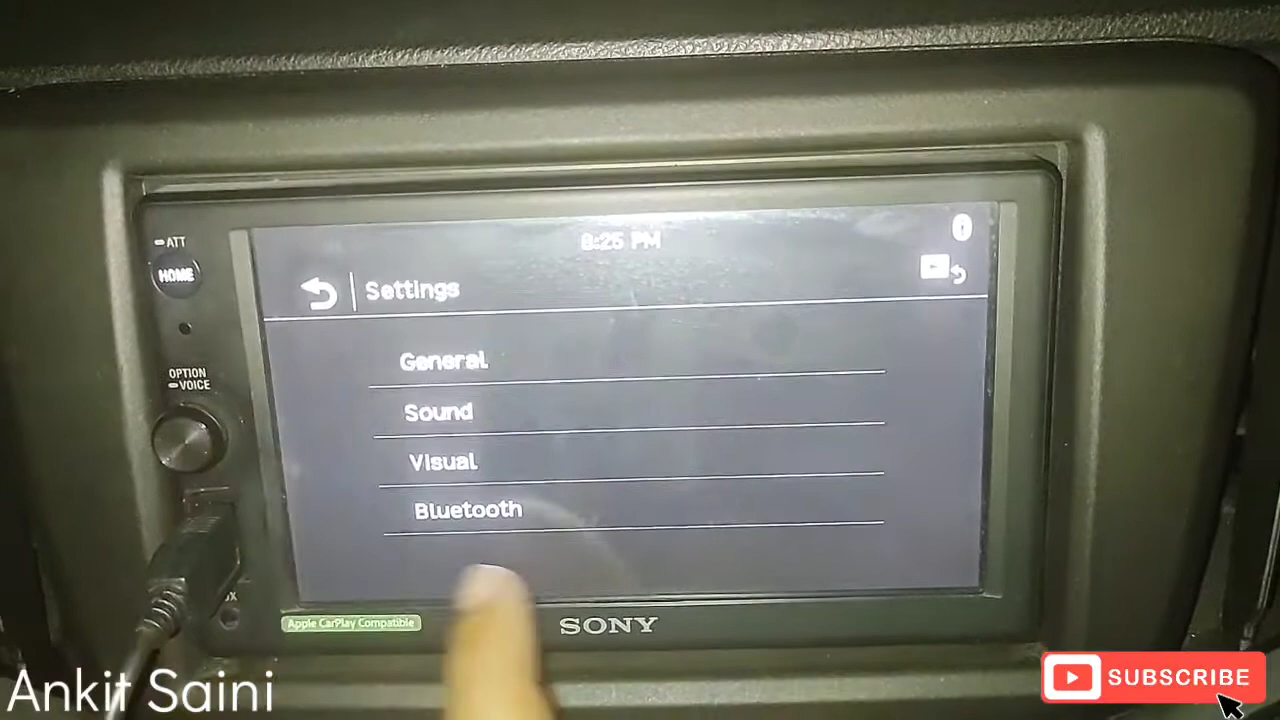 8:25 PM
ATT
HOME
Settings
General
OPTION
VOICE
Sound
Visual
Bluetooth
Apple CarPlay Compatible
SONY
Ankit Saini
SUBSCRIBE